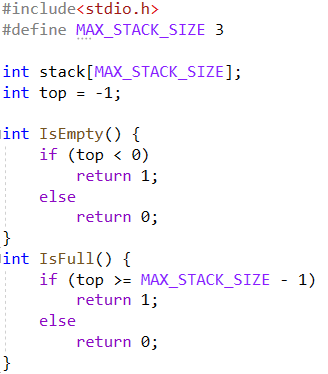 #include<stdio.h>
#define MAX_STACK_SIZE 3
int stack[MAX_STACK_SIZE];
int top = -1;
int IsEmpty() {
if (top < 0)
return 1;
else
return 0;
}
int IsFull() {
if (top >= MAX_STACK_SIZE - 1)
return 1;
else
return 0;
}